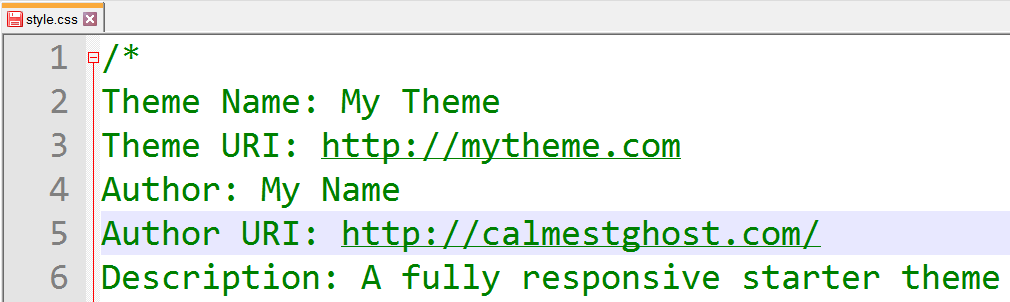 style.css
1 /*
2 Theme Name: My Theme
3 Theme URI: http://mytheme.com
4 Author: My Name
5 Author URI: http://calmestghost.com/
6 Description: A fully responsive starter theme